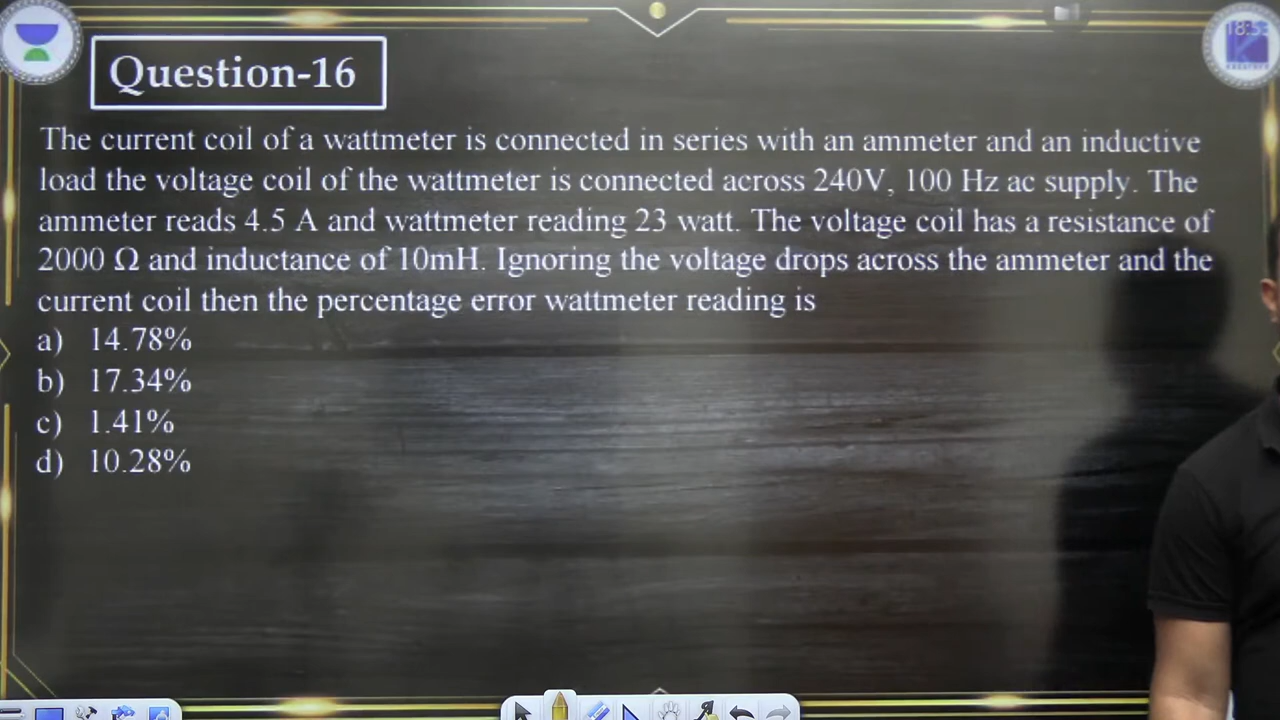 18:53
Question-16
The current coil of a wattmeter is connected in series with an ammeter and an inductive
load the voltage coil of the wattmeter is connected across 240V, 100 Hz ac supply. The
ammeter reads 4.5 A and wattmeter reading 23 watt. The voltage coil has a resistance of
2000 Ω and inductance of 10mH. Ignoring the voltage drops across the ammeter and the
current coil then the percentage error wattmeter reading is
a) 14.78%
b) 17.34%
c) 1.41%
d) 10.28%